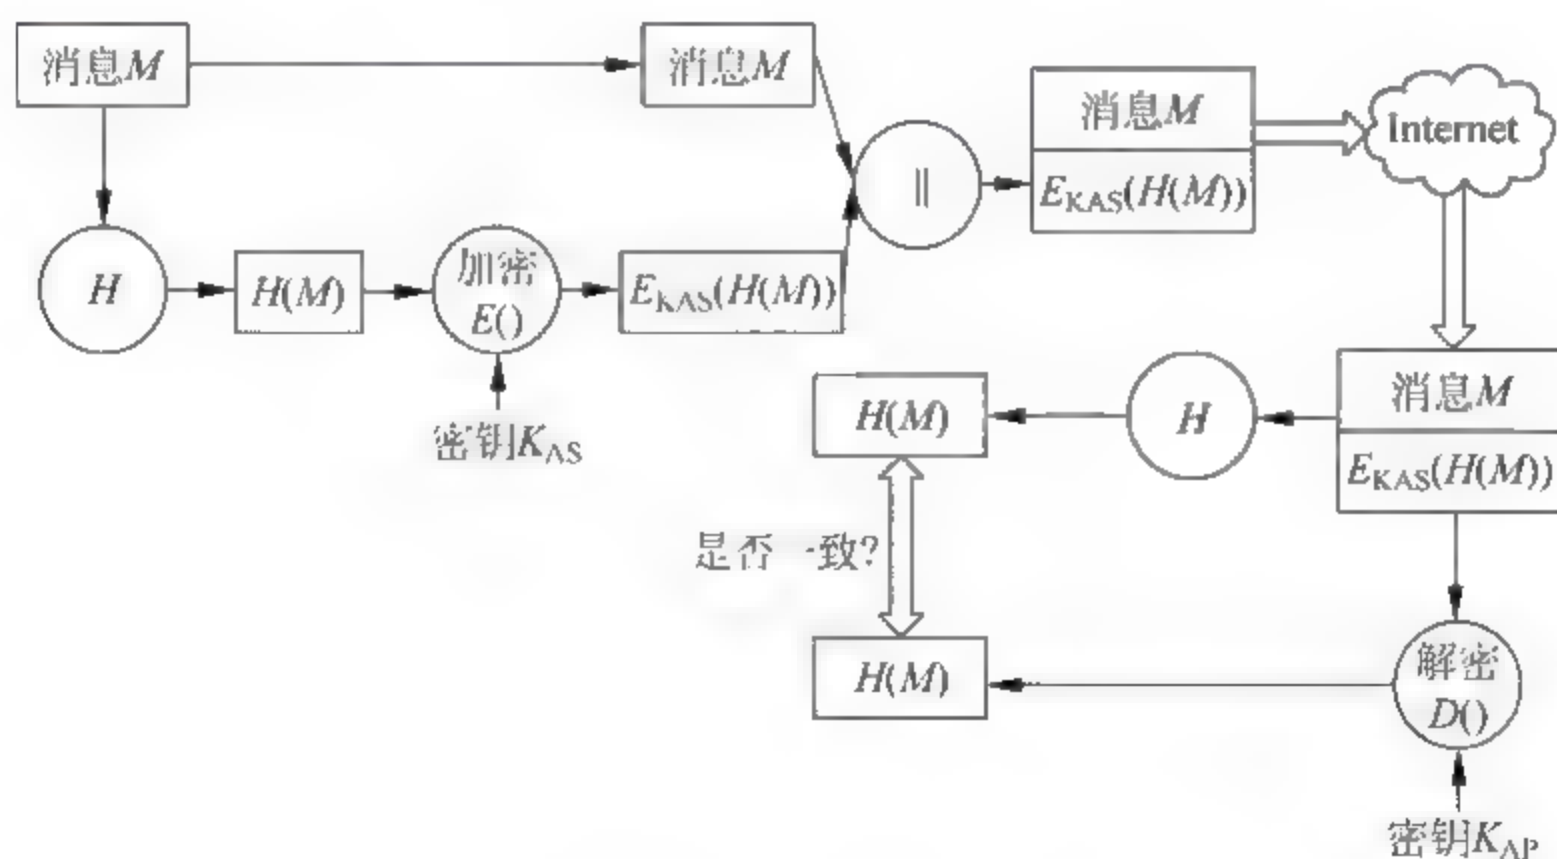 消息M
消息M
消息M
E_KAS(H(M))
Internet
H
H(M)
加密
E()
E_KAS(H(M))
密钥K_AS
H(M)
H
消息M
E_KAS(H(M))
是否一致?
H(M)
解密
D()
密钥K_AP
||